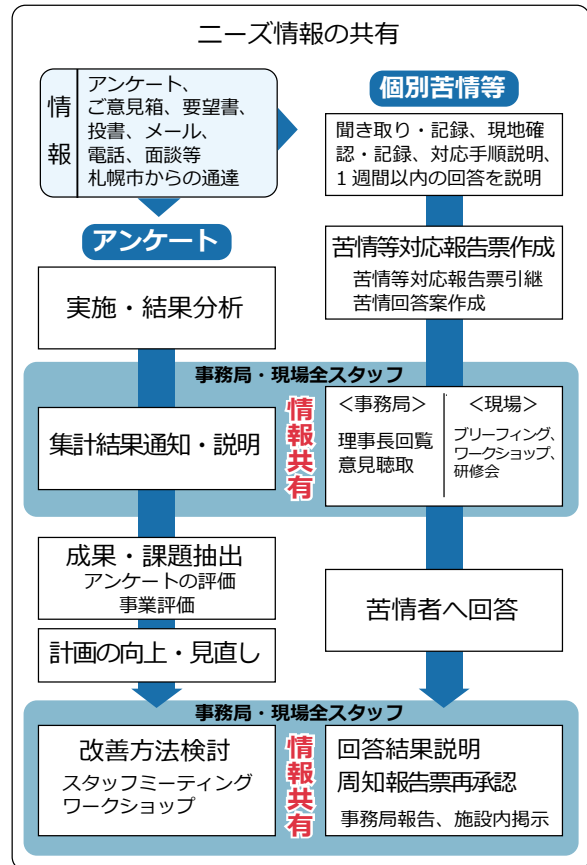 ニーズ情報の共有
情報
アンケート、
ご意見箱、要望書、
投書、メール、
電話、面談等
札幌市からの通達
個別苦情等
聞き取り・記録、現地確
認・記録、対応手順説明、
１週間以内の回答を説明
アンケート
実施・結果分析
苦情等対応報告票作成
苦情等対応報告票引継
苦情回答案作成
事務局・現場全スタッフ
集計結果通知・説明
情報共有
＜事務局＞
理事長回覧
意見聴取
＜現場＞
ブリーフィング、
ワークショップ、
研修会
成果・課題抽出
アンケートの評価
事業評価
計画の向上・見直し
苦情者へ回答
事務局・現場全スタッフ
改善方法検討
スタッフミーティング
ワークショップ
情報共有
回答結果説明
周知報告票再承認
事務局報告、施設内掲示